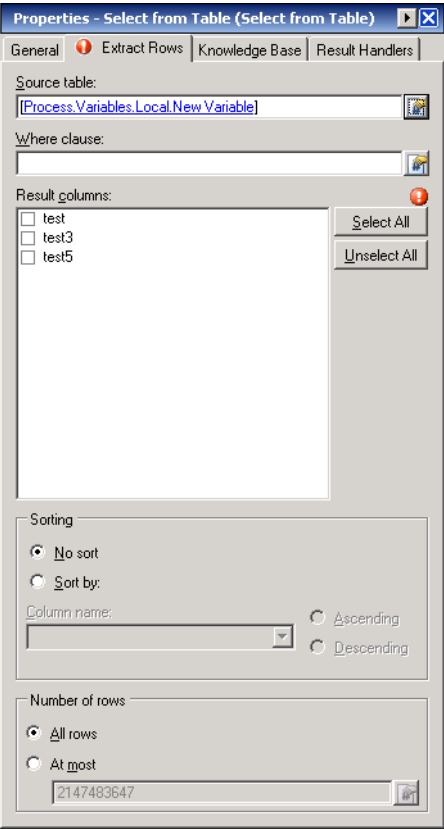 Properties - Select from Table (Select from Table)
General Extract Rows Knowledge Base Result Handlers
Source table:
[Process.Variables.Local.New Variable]
Where clause:
Result columns:
test
test3
test5
Select All
Unselect All
Sorting
No sort
Sort by:
Column name:
Ascending
Descending
Number of rows
All rows
At most
2147483647